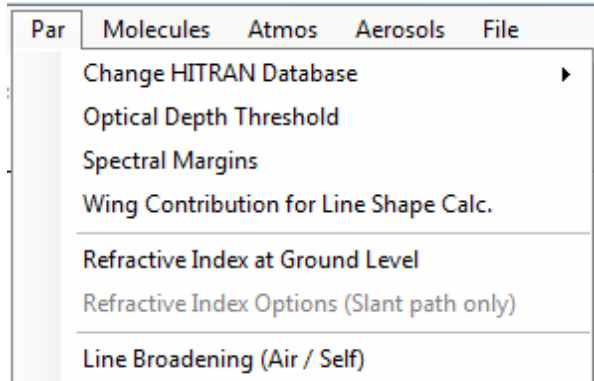 Par Molecules Atmos Aerosols File
Change HITRAN Database
Optical Depth Threshold
Spectral Margins
Wing Contribution for Line Shape Calc.
Refractive Index at Ground Level
Refractive Index Options (Slant path only)
Line Broadening (Air / Self)